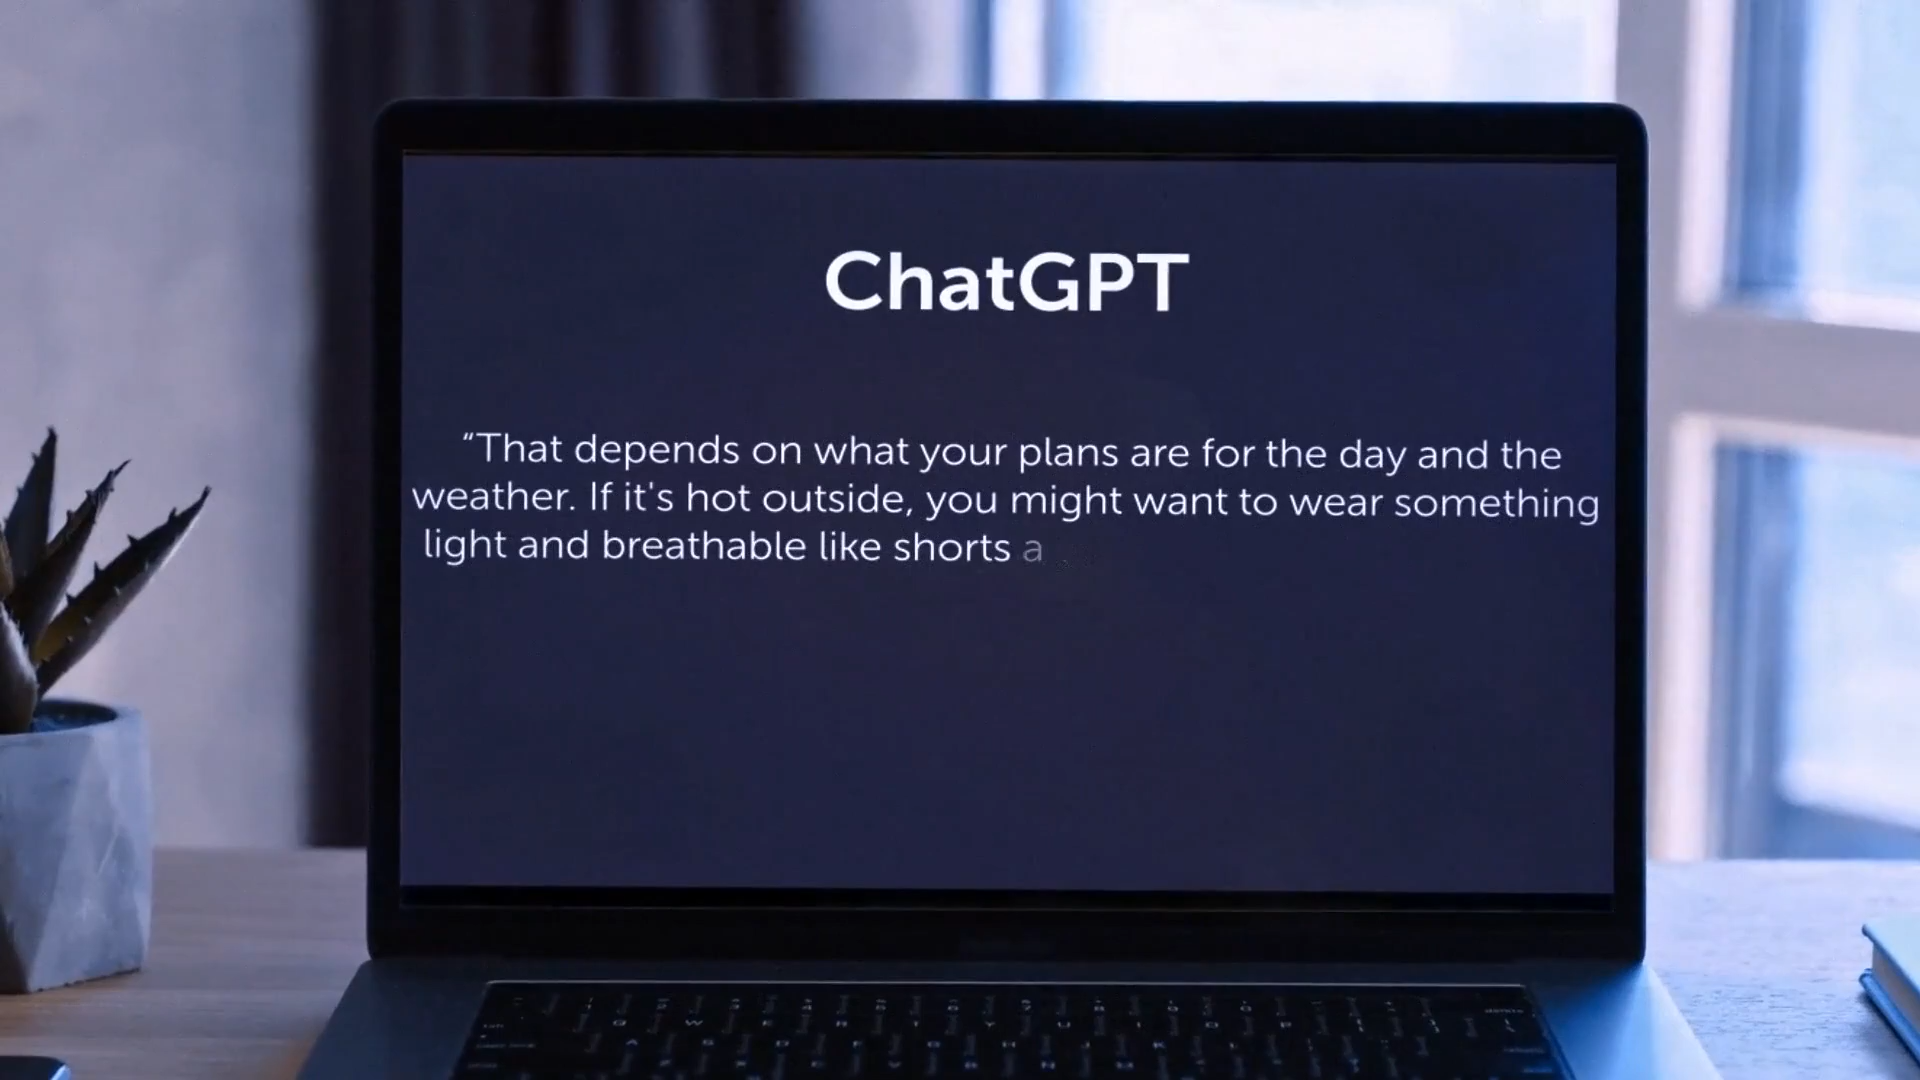 ChatGPT
“That depends on what your plans are for the day and the
weather. If it's hot outside, you might want to wear something
light and breathable like shorts a